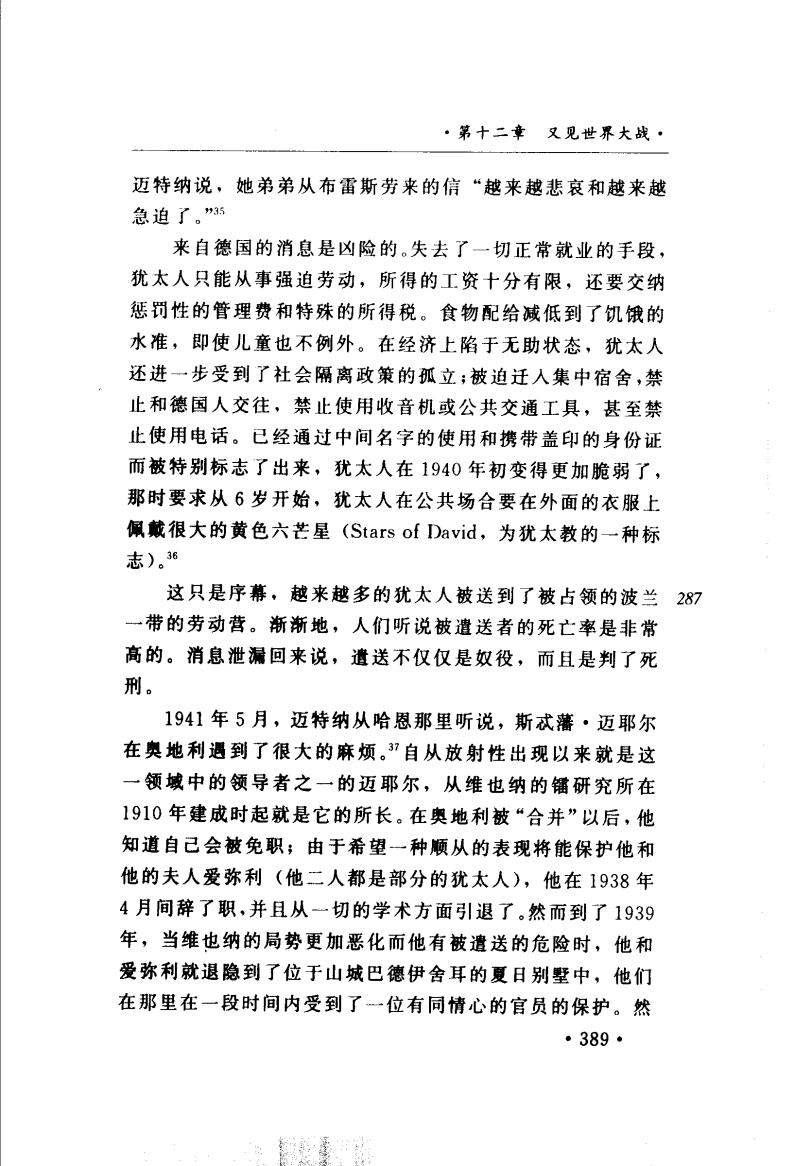 ·第十二章 又见世界大战·
迈特纳说，她弟弟从布雷斯劳来的信“越来越悲哀和越来越
急迫了。”35
来自德国的消息是凶险的。失去了一切正常就业的手段，
犹太人只能从事强迫劳动，所得的工资十分有限，还要交纳
惩罚性的管理费和特殊的所得税。食物配给减低到了饥饿的
水准，即使儿童也不例外。在经济上陷于无助状态，犹太人
还进一步受到了社会隔离政策的孤立；被迫迁入集中宿舍，禁
止和德国人交往，禁止使用收音机或公共交通工具，甚至禁
止使用电话。已经通过中间名字的使用和携带盖印的身份证
而被特别标志了出来，犹太人在1940年初变得更加脆弱了，
那时要求从6岁开始，犹太人在公共场合要在外面的衣服上
佩戴很大的黄色六芒星（Stars of David，为犹太教的一种标
志）。36
这只是序幕，越来越多的犹太人被送到了被占领的波兰 287
一带的劳动营。渐渐地，人们听说被遣送者的死亡率是非常
高的。消息泄漏回来说，遣送不仅仅是奴役，而且是判了死
刑。
1941年5月，迈特纳从哈恩那里听说，斯忒藩·迈耶尔
在奥地利遇到了很大的麻烦。37自从放射性出现以来就是这
一领域中的领导者之一的迈耶尔，从维也纳的镭研究所在
1910年建成时起就是它的所长。在奥地利被“合并”以后，他
知道自己会被免职；由于希望一种顺从的表现将能保护他和
他的夫人爱弥利（他二人都是部分的犹太人），他在1938年
4月间辞了职，并且从一切的学术方面引退了。然而到了1939
年，当维也纳的局势更加恶化而他有被遣送的危险时，他和
爱弥利就退隐到了位于山城巴德伊舍耳的夏日别墅中，他们
在那里在一段时间内受到了一位有同情心的官员的保护。然
·389·